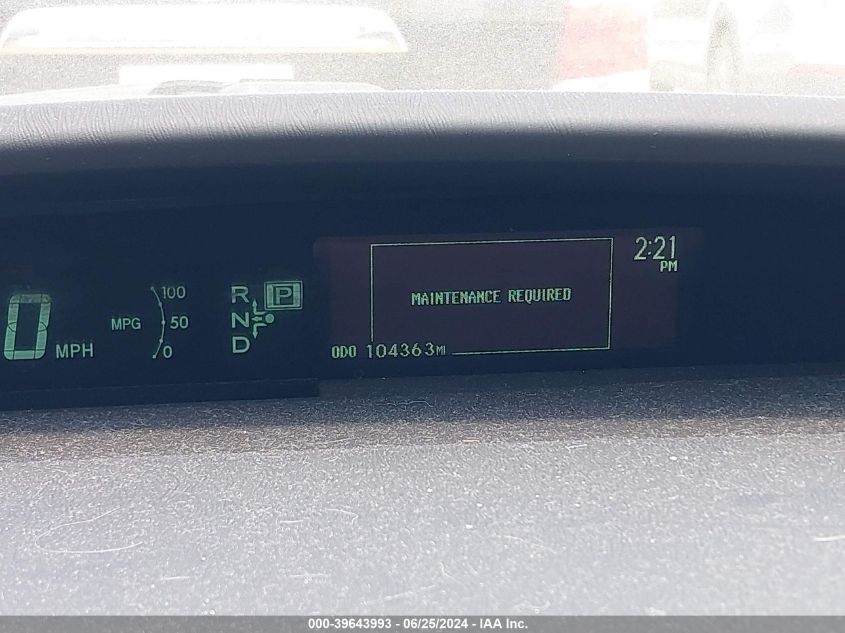 2:21
PM
MAINTENANCE REQUIRED
ODO 104363MI
0 MPH
MPG
100
50
0
R
N
D
P
000-39643993 - 06/25/2024 - IAA Inc.